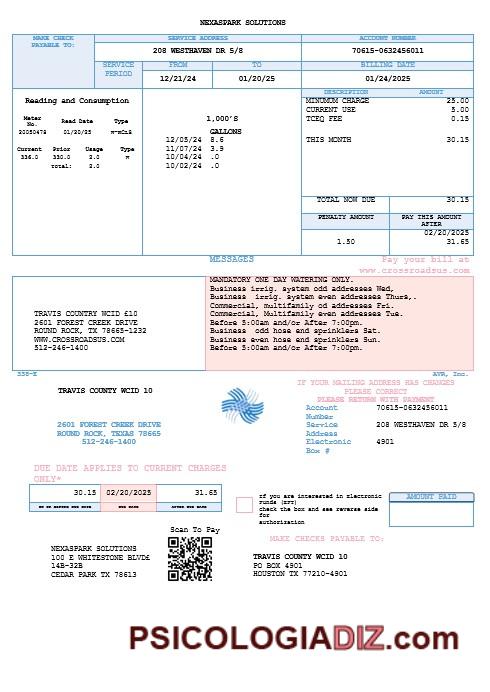 NEXASPARK SOLUTIONS
MAKE CHECK PAYABLE TO:
SERVICE ADDRESS
ACCOUNT NUMBER
208 WESTHAVEN DR 5/8
70615-0632456011
SERVICE PERIOD
FROM
TO
BILLING DATE
12/21/24
01/20/25
01/24/2025
Reading and Consumption
Meter No. Read Date Type
20050478 01/20/25
Current Prior Usage Type
336.0 330.0 2.0 M
Total: 2.0
1,000'S
GALLONS
12/05/24 8.6
11/07/24 3.9
10/04/24 .0
10/02/24 .0
DESCRIPTION AMOUNT
MINUMUM CHARGE 25.00
CURRENT USE 5.00
TCEQ FEE 0.15
THIS MONTH 30.15
TOTAL NOW DUE 30.15
PENALTY AMOUNT
PAY THIS AMOUNT AFTER
02/20/2025
1.50
31.65
MESSAGES
Pay your bill at
www.crossroadsus.com
MANDATORY ONE DAY WATERING ONLY.
Business irrig. system odd addresses Wed,
Business irrig. system even addresses Thurs,.
Commercial, multifamily od addresses Fri.
Commercial, Multifamily even addresses Tue.
Before 5:00am and/or After 7:00pm.
Business odd hose end sprinklers Sat.
Business even hose end sprinklers Sun.
Before 5:00am and/or After 7:00pm.
TRAVIS COUNTRY WCID £10
2601 FOREST CREEK DRIVE
ROUND ROCK, TX 78665-1232
WWW.CROSSROADSUS.COM
512-246-1400
338-E
AVR, Inc.
TRAVIS COUNTY WCID 10
2601 FOREST CREEK DRIVE
ROUND ROCK, TEXAS 78665
512-246-1400
IF YOUR MAILING ADDRESS HAS CHANGES
PLEASE CORRECT
PLEASE RETURN WITH PAYMENT
Account Number 70615-0632456011
Service Address 208 WESTHAVEN DR 5/8
Electronic Box # 4901
DUE DATE APPLIES TO CURRENT CHARGES
ONLY*
30.15 02/20/2025 31.65
DUE DATE
AFTER DUE DATE
If you are interested in Electronic
Funds (EFT)
check the box and see reverse side
for
authorization
AMOUNT PAID
Scan To Pay
MAKE CHECKS PAYABLE TO:
NEXASPARK SOLUTIONS
100 E WHITESTONE BLVD£
14B-32B
CEDAR PARK TX 78613
TRAVIS COUNTY WCID 10
PO BOX 4901
HOUSTON TX 77210-4901
PSICOLOGIADIZ.com